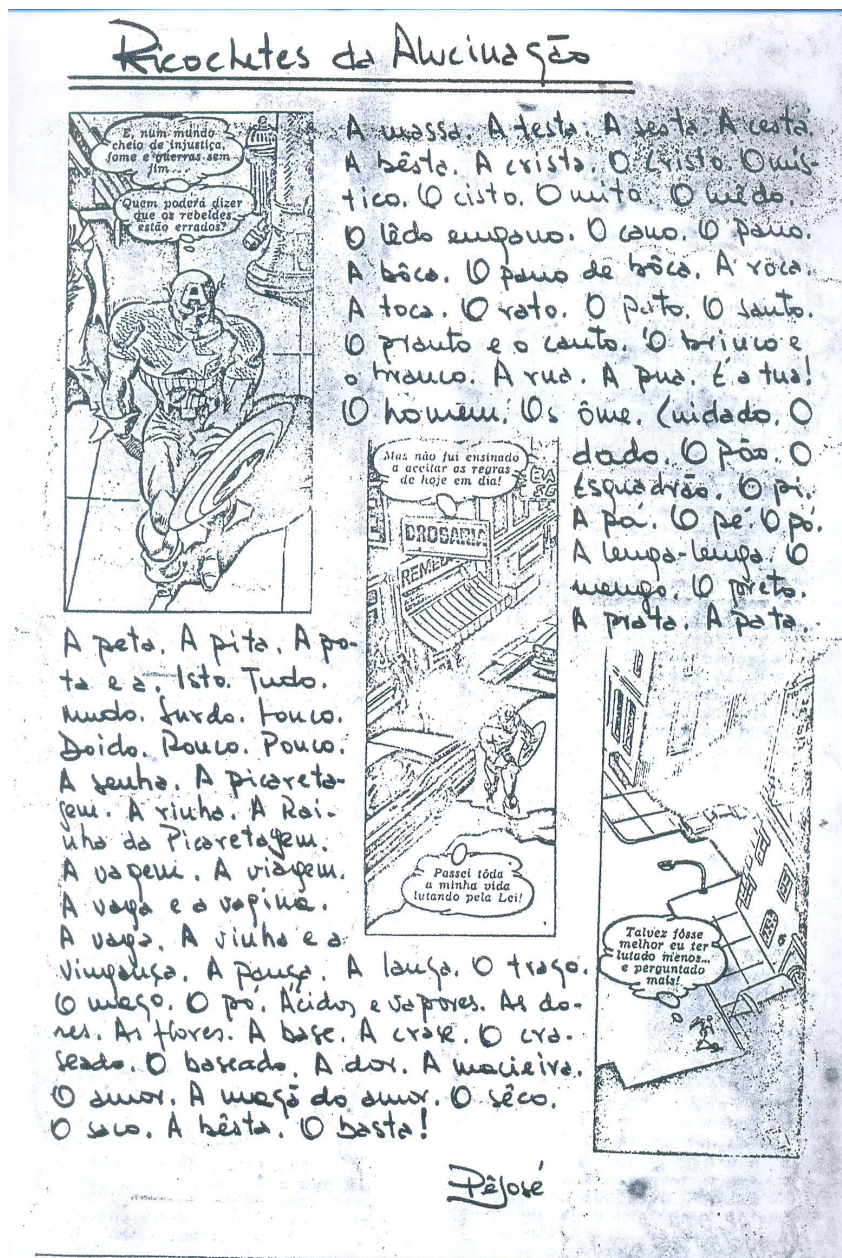 Ricochetes da Alucinação
E, num mundo
cheio de injustiça,
fome e guerras sem
fim...
Quem poderá dizer
que os rebeldes
estão errados?
A
A massa. A testa. A sexta. A cesta.
A bêsta. A crista. O Cristo. O mís-
tico. O cisto. O mito. O mêdo.
O lêdo engano. O cano. O pano.
A bôca. O pano de bôca. A róca.
A toca. O rato. O pato. O santo.
O pranto e o canto. O brinco e
o branco. A rua. A pua. É a tua!
O homem. Os ôme. Cuidado. O
dado. O pão. O
Esquadrão. O pi.
A pá. O pé. O pó.
A lenga-lenga. O
mengo. O preto.
A prata. A pata.
Mas não fui ensinado
a aceitar as regras
de hoje em dia!
DROGARIA
REMED
Passei tôda
a minha vida
lutando pela Lei!
A peta. A pita. A po-
ta e a. Isto. Tudo.
Mudo. Surdo. Louco.
Doido. Rouco. Pouco.
A senha. A picareta-
gem. A rinha. A Rai-
nha da Picaretagem.
A vagem. A viagem.
A vaga e a vagina.
A vaga. A vinha e a
vingança. A pança. A lança. O trago.
O mago. O pó. Ácidos e vapores. As do-
res. As flores. A base. A crase. O cra-
seado. O baseado. A dor. A macieira.
O amor. A maçã do amor. O sêco.
O saco. A bêsta. O basta!
Talvez fôsse
melhor eu ter
lutado menos...
e perguntado
mais!
PêJosé